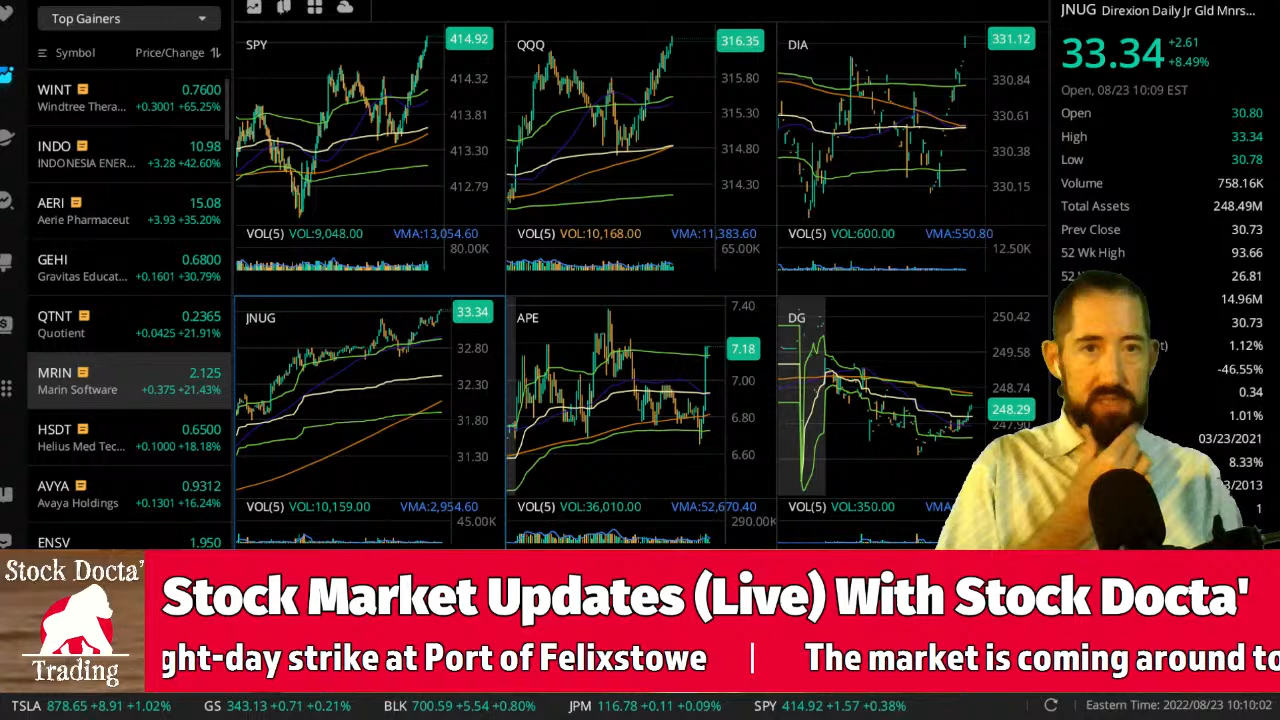 Top Gainers
Symbol Price/Change
WINT 0.7600
Windtree Thera... +0.3001 +65.25%
INDO 10.98
INDONESIA ENER... +3.28 +42.60%
AERI 15.08
Aerie Pharmaceut +3.93 +35.20%
GEHI 0.6800
Gravitas Educat... +0.1601 +30.79%
QTNT 0.2365
Quotient +0.0425 +21.91%
MRIN 2.125
Marin Software +0.375 +21.43%
HSDT 0.6500
Helius Med Tec... +0.1000 +18.18%
AVYA 0.9312
Avaya Holdings +0.1301 +16.24%
ENSV 1.950
SPY 414.92
414.32
413.81
413.30
412.79
VOL(5) VOL:9,048.00 VMA:13,054.60
80.00K
QQQ 316.35
315.80
315.30
314.80
314.30
VOL(5) VOL:10,168.00 VMA:11,383.60
65.00K
DIA 331.12
330.84
330.61
330.38
330.15
VOL(5) VOL:600.00 VMA:550.80
12.50K
JNUG 33.34
32.80
32.30
31.80
31.30
VOL(5) VOL:10,159.00 VMA:2,954.60
45.00K
APE 7.40
7.18
7.00
6.80
6.60
VOL(5) VOL:36,010.00 VMA:52,670.40
290.00K
DG 250.42
249.58
248.74
248.29
247.90
VOL(5) VOL:350.00 VMA
JNUG Direxion Daily Jr Gld Mnrs...
33.34 +2.61
+8.49%
Open, 08/23 10:09 EST
Open 30.80
High 33.34
Low 30.78
Volume 758.16K
Total Assets 248.49M
Prev Close 30.73
52 Wk High 93.66
52 26.81
14.96M
30.73
t) 1.12%
-46.55%
0.34
1.01%
03/23/2021
8.33%
3/2013
1
Stock Docta'
Trading
Stock Market Updates (Live) With Stock Docta'
ght-day strike at Port of Felixstowe | The market is coming around to
TSLA 878.65 +8.91 +1.02% GS 343.13 +0.71 +0.21% BLK 700.59 +5.54 +0.80% JPM 116.78 +0.11 +0.09% SPY 414.92 +1.57 +0.38% Eastern Time: 2022/08/23 10:10:02